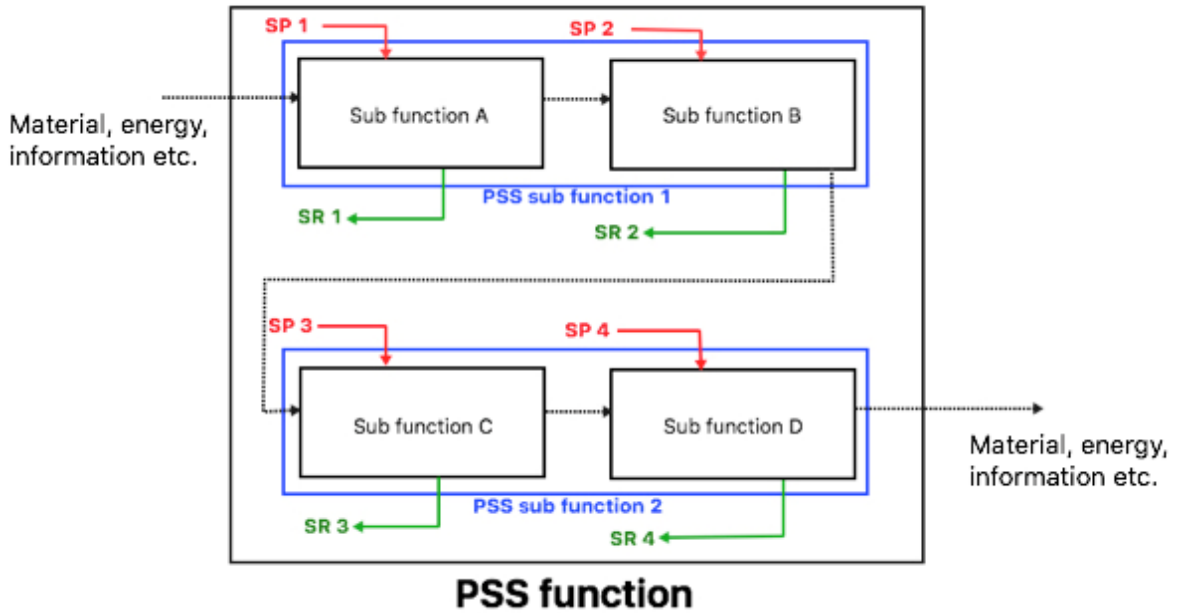 SP 1
SP 2
Sub function A
Sub function B
Material, energy,
information etc.
PSS sub function 1
SR 1
SR 2
SP 3
SP 4
Sub function C
Sub function D
Material, energy,
information etc.
PSS sub function 2
SR 3
SR 4
PSS function